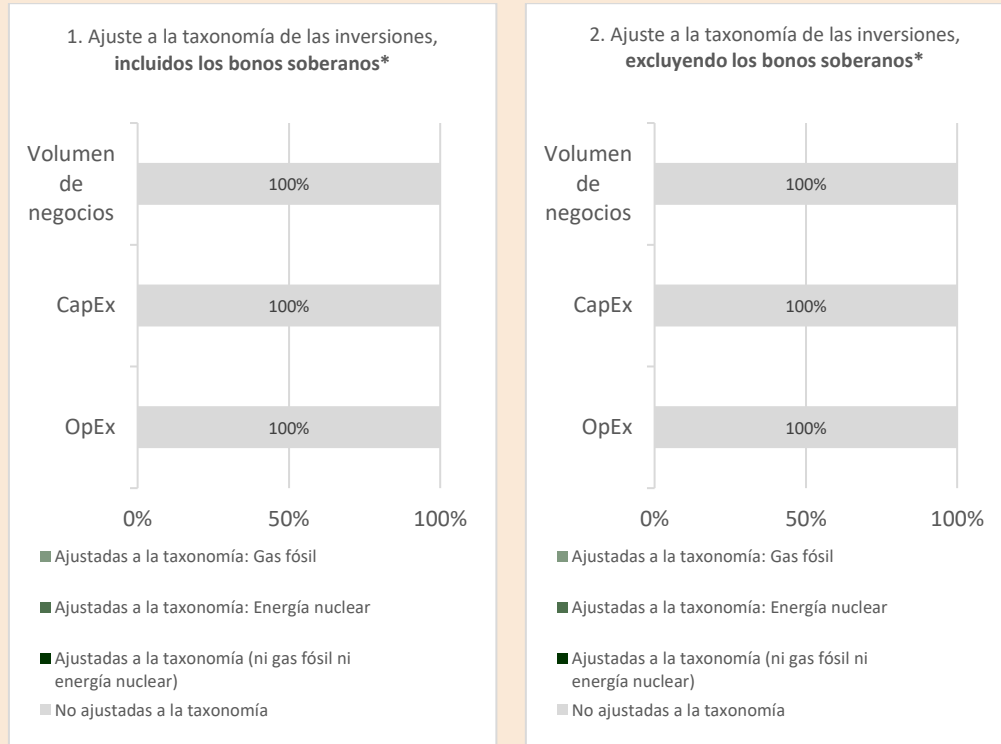 1. Ajuste a la taxonomía de las inversiones,
incluidos los bonos soberanos*
Volumen
de
negocios
100%
CapEx
100%
OpEx
100%
0%
50%
100%
Ajustadas a la taxonomía: Gas fósil
Ajustadas a la taxonomía: Energía nuclear
Ajustadas a la taxonomía (ni gas fósil ni
energía nuclear)
No ajustadas a la taxonomía
2. Ajuste a la taxonomía de las inversiones,
excluyendo los bonos soberanos*
Volumen
de
negocios
100%
CapEx
100%
OpEx
100%
0%
50%
100%
Ajustadas a la taxonomía: Gas fósil
Ajustadas a la taxonomía: Energía nuclear
Ajustadas a la taxonomía (ni gas fósil ni
energía nuclear)
No ajustadas a la taxonomía